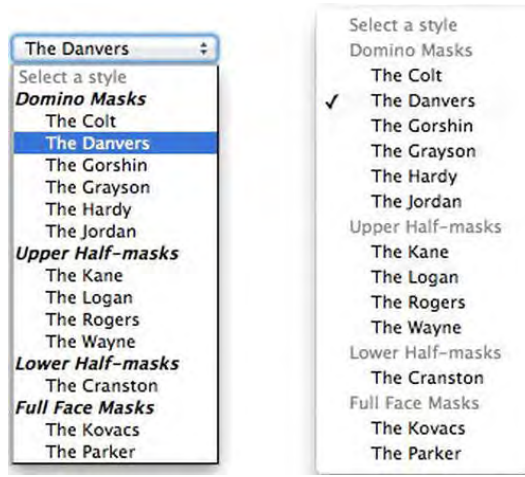 The Danvers
Select a style
Domino Masks
The Colt
The Danvers
The Gorshin
The Grayson
The Hardy
The Jordan
Upper Half-masks
The Kane
The Logan
The Rogers
The Wayne
Lower Half-masks
The Cranston
Full Face Masks
The Kovacs
The Parker
Select a style
Domino Masks
The Colt
✓ The Danvers
The Gorshin
The Grayson
The Hardy
The Jordan
Upper Half-masks
The Kane
The Logan
The Rogers
The Wayne
Lower Half-masks
The Cranston
Full Face Masks
The Kovacs
The Parker